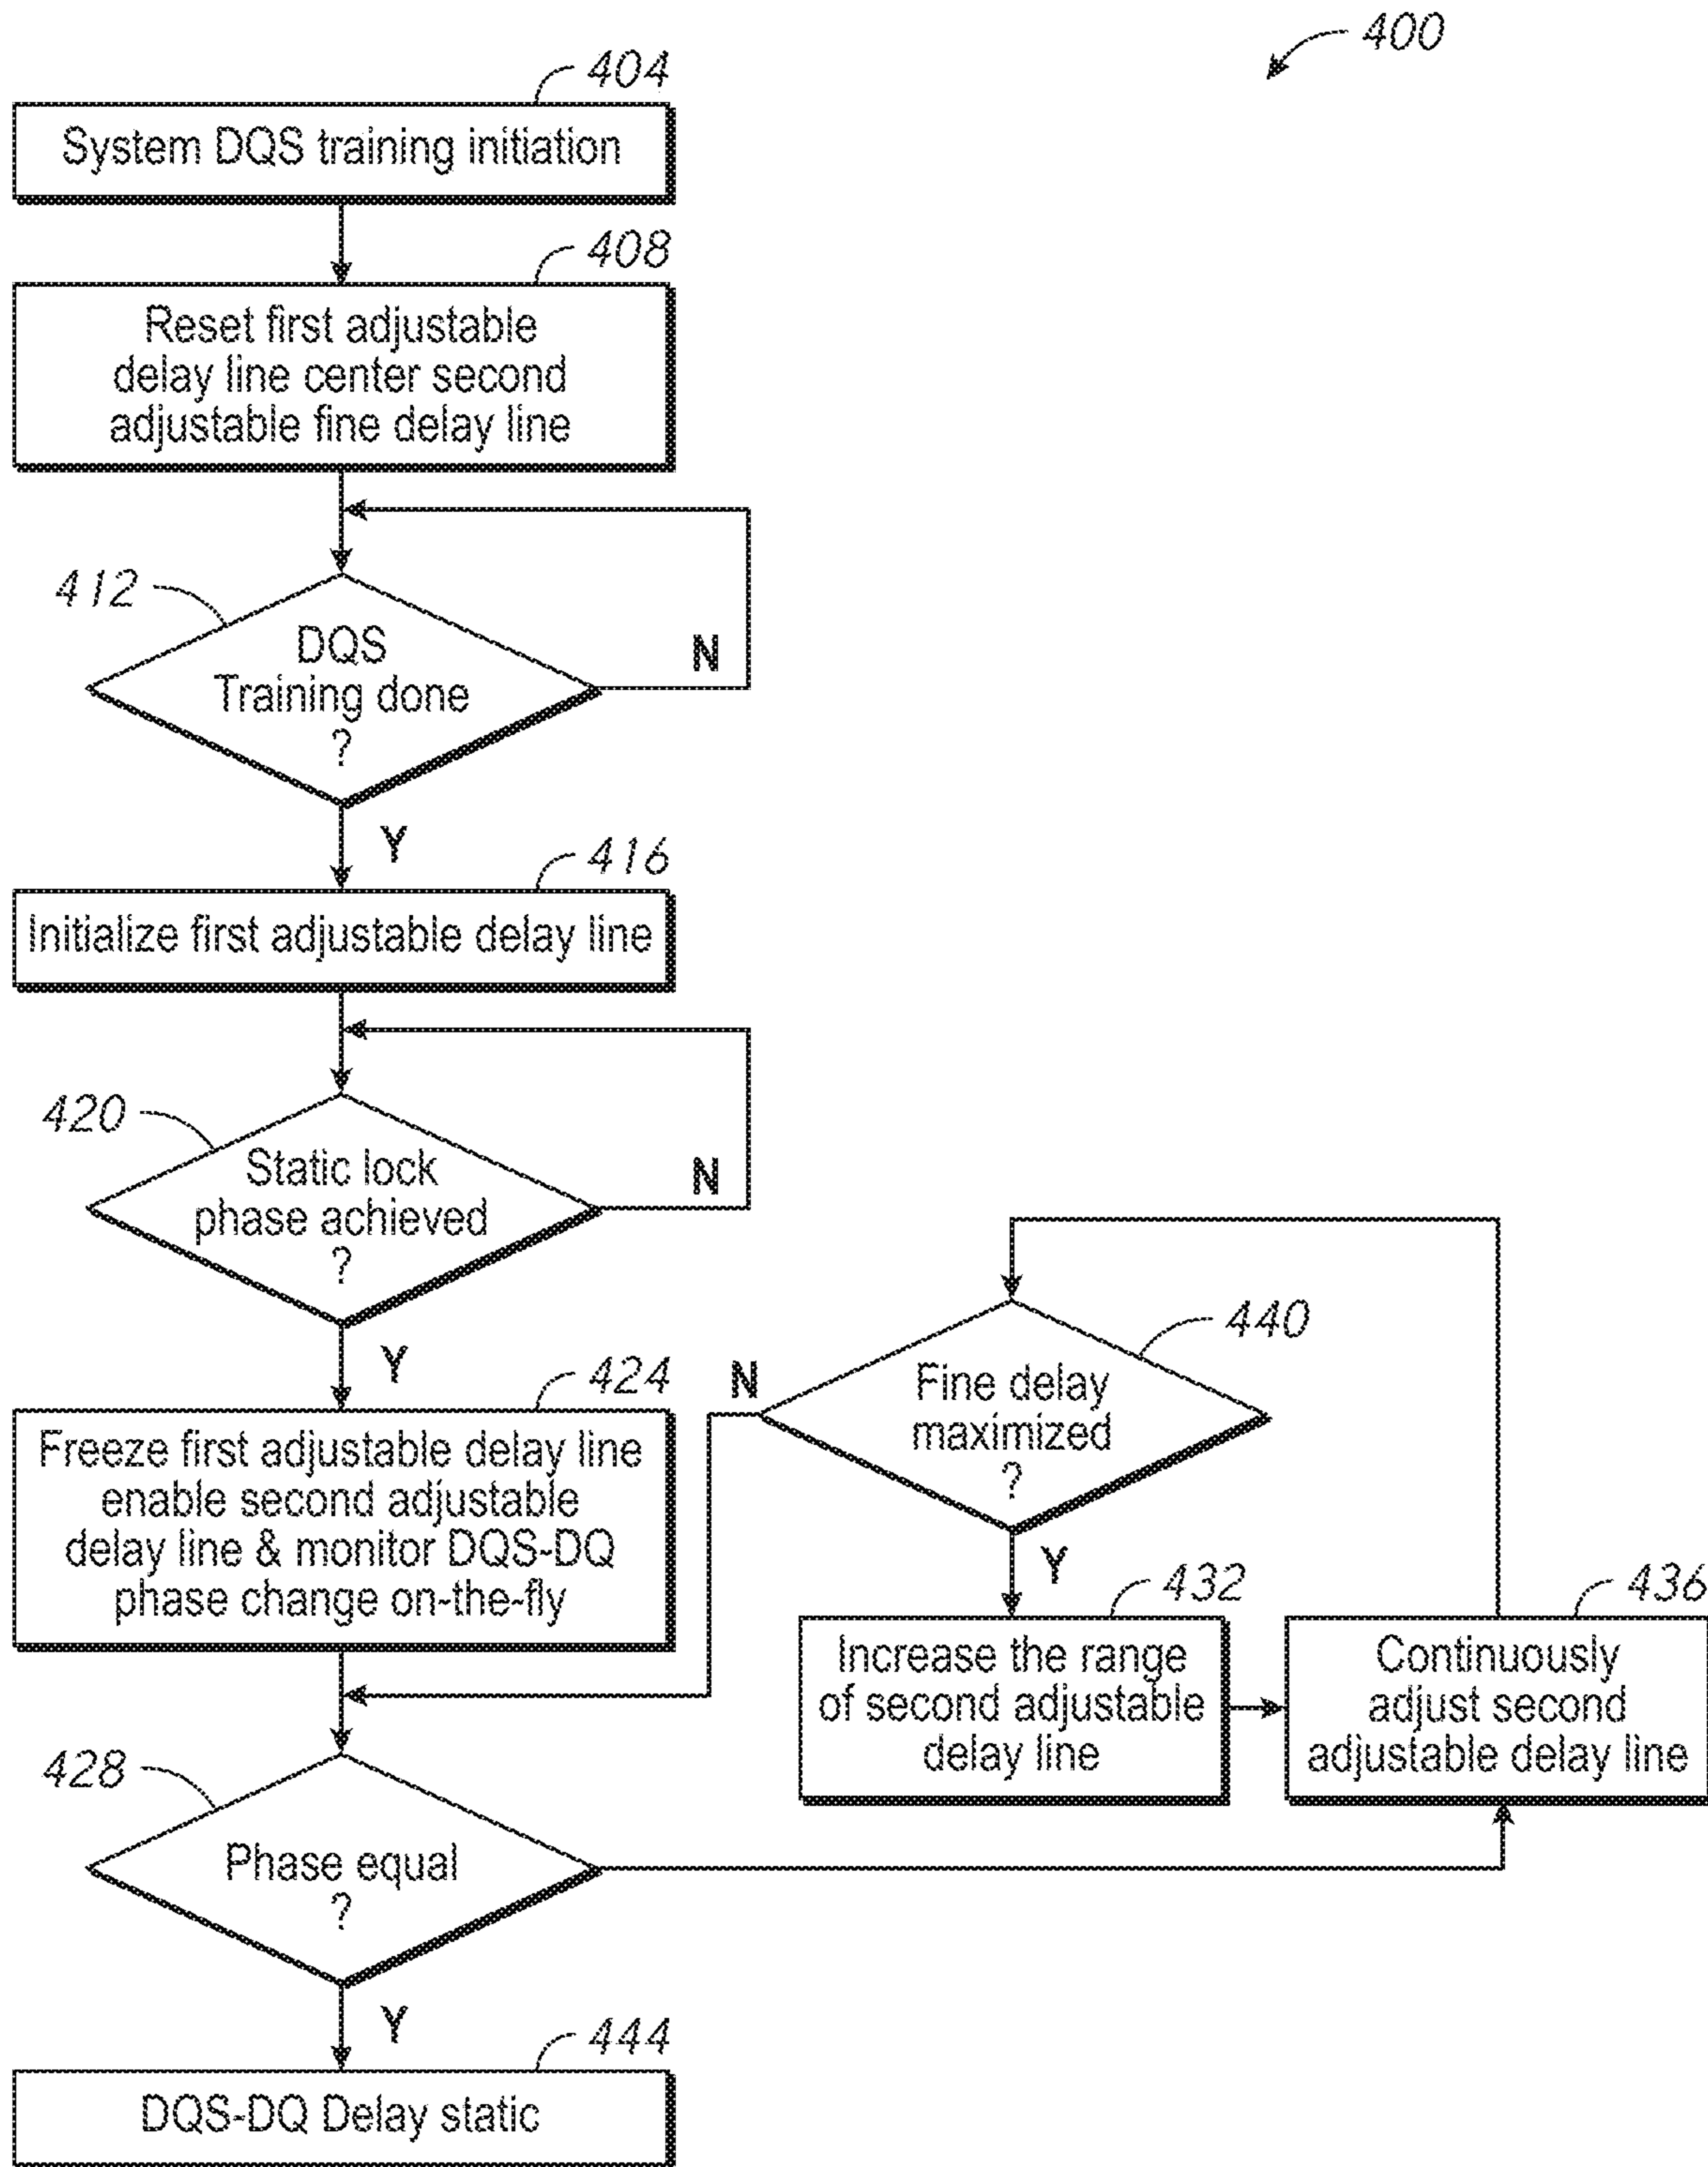 400
404
System DQS training initiation
408
Reset first adjustable
delay line center second
adjustable fine delay line
412
DQS
Training done
?
N
Y
416
Initialize first adjustable delay line
420
Static lock
phase achieved
?
N
Y
424
Freeze first adjustable delay line
enable second adjustable
delay line & monitor DQS-DQ
phase change on-the-fly
440
Fine delay
maximized
?
N
Y
432
Increase the range
of second adjustable
delay line
436
Continuously
adjust second
adjustable delay line
428
Phase equal
?
Y
444
DQS-DQ Delay static